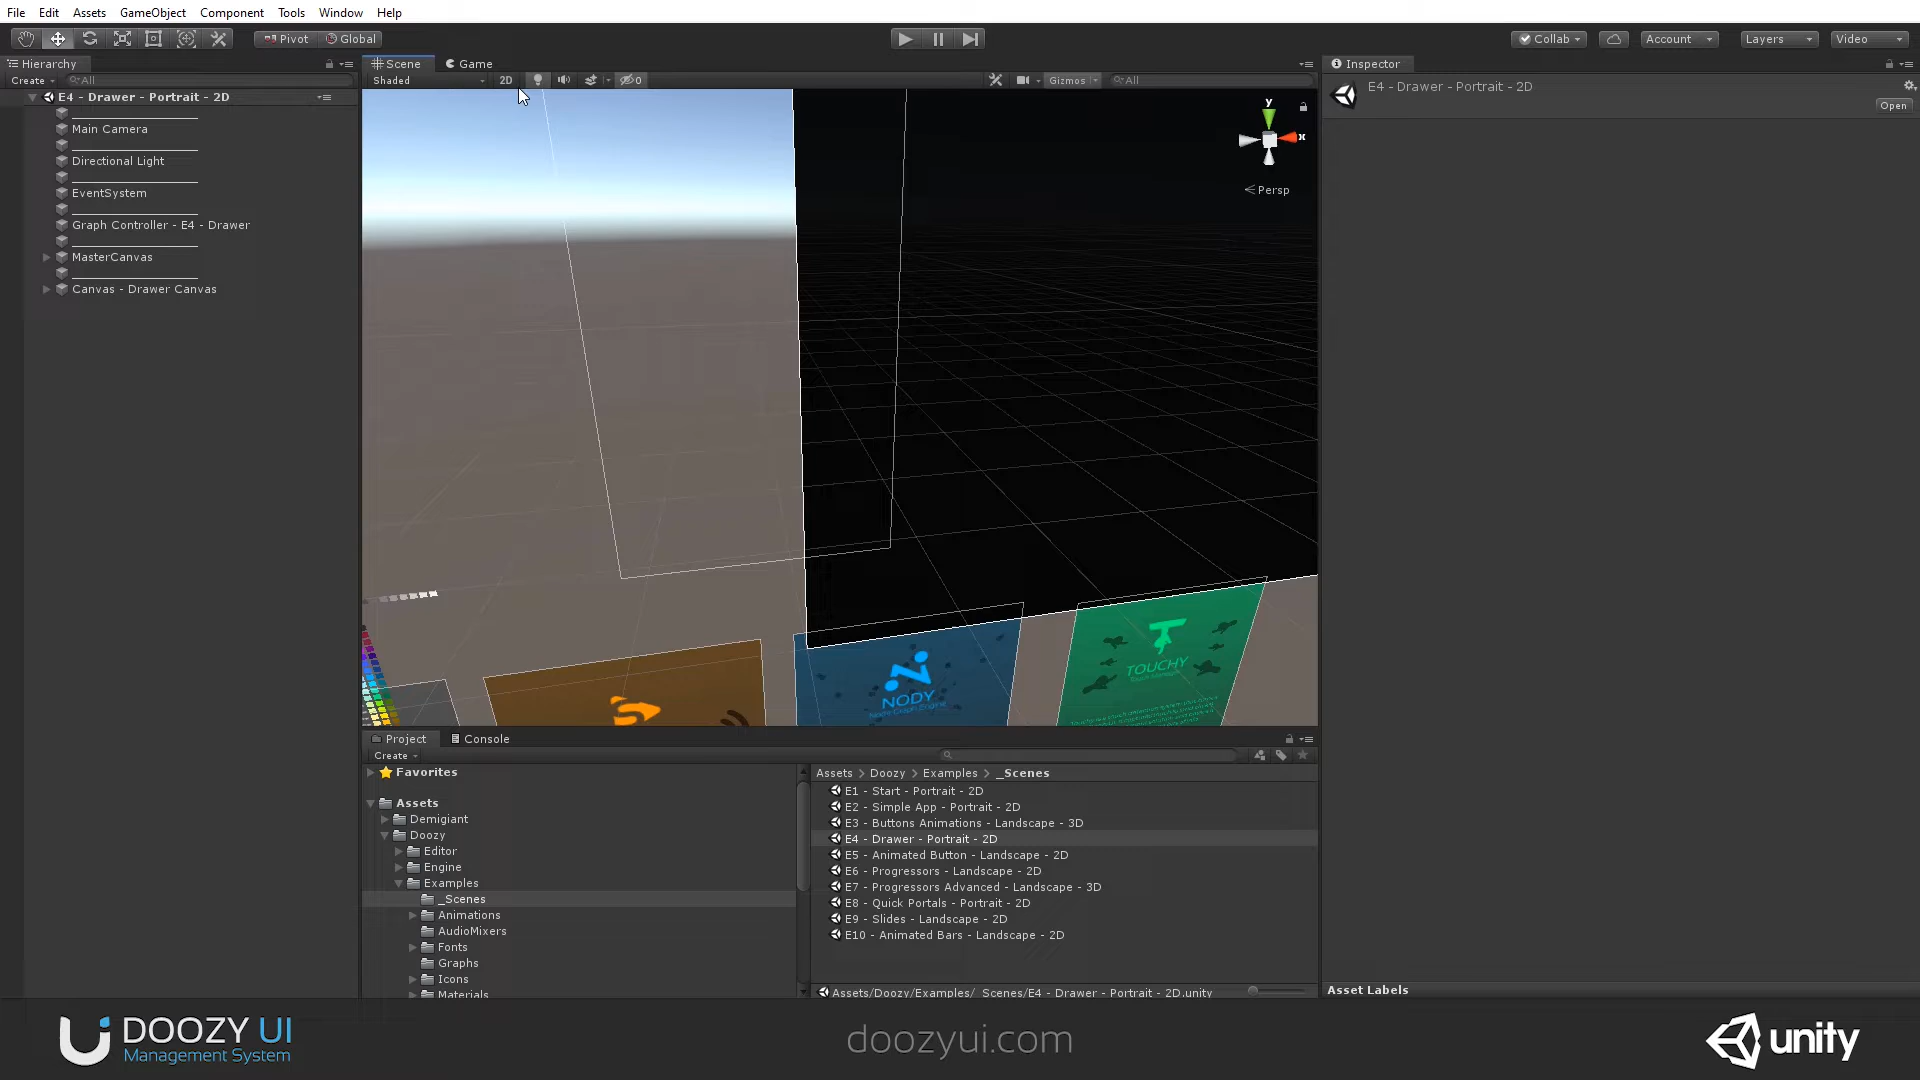 File Edit Assets GameObject Component Tools Window Help
Pivot Global Collab Account Layers Video
Hierarchy
Create All
E4 - Drawer - Portrait - 2D
Main Camera
Directional Light
EventSystem
Graph Controller - E4 - Drawer
MasterCanvas
Canvas - Drawer Canvas
Scene Game
Shaded 2D 0 Gizmos All
y
x
Persp
NODY
Node Graph Engine
TOUCHY
Touch Manager
Inspector
E4 - Drawer - Portrait - 2D
Open
Project Console
Create
Favorites
Assets
Demigiant
Doozy
Editor
Engine
Examples
_Scenes
Animations
AudioMixers
Fonts
Graphs
Icons
Materials
Assets > Doozy > Examples > _Scenes
E1 - Start - Portrait - 2D
E2 - Simple App - Portrait - 2D
E3 - Buttons Animations - Landscape - 3D
E4 - Drawer - Portrait - 2D
E5 - Animated Button - Landscape - 2D
E6 - Progressors - Landscape - 2D
E7 - Progressors Advanced - Landscape - 3D
E8 - Quick Portals - Portrait - 2D
E9 - Slides - Landscape - 2D
E10 - Animated Bars - Landscape - 2D
Assets/Doozy/Examples/_Scenes/E4 - Drawer - Portrait - 2D.unity
Asset Labels
DOOZY UI
Management System
doozyui.com
unity